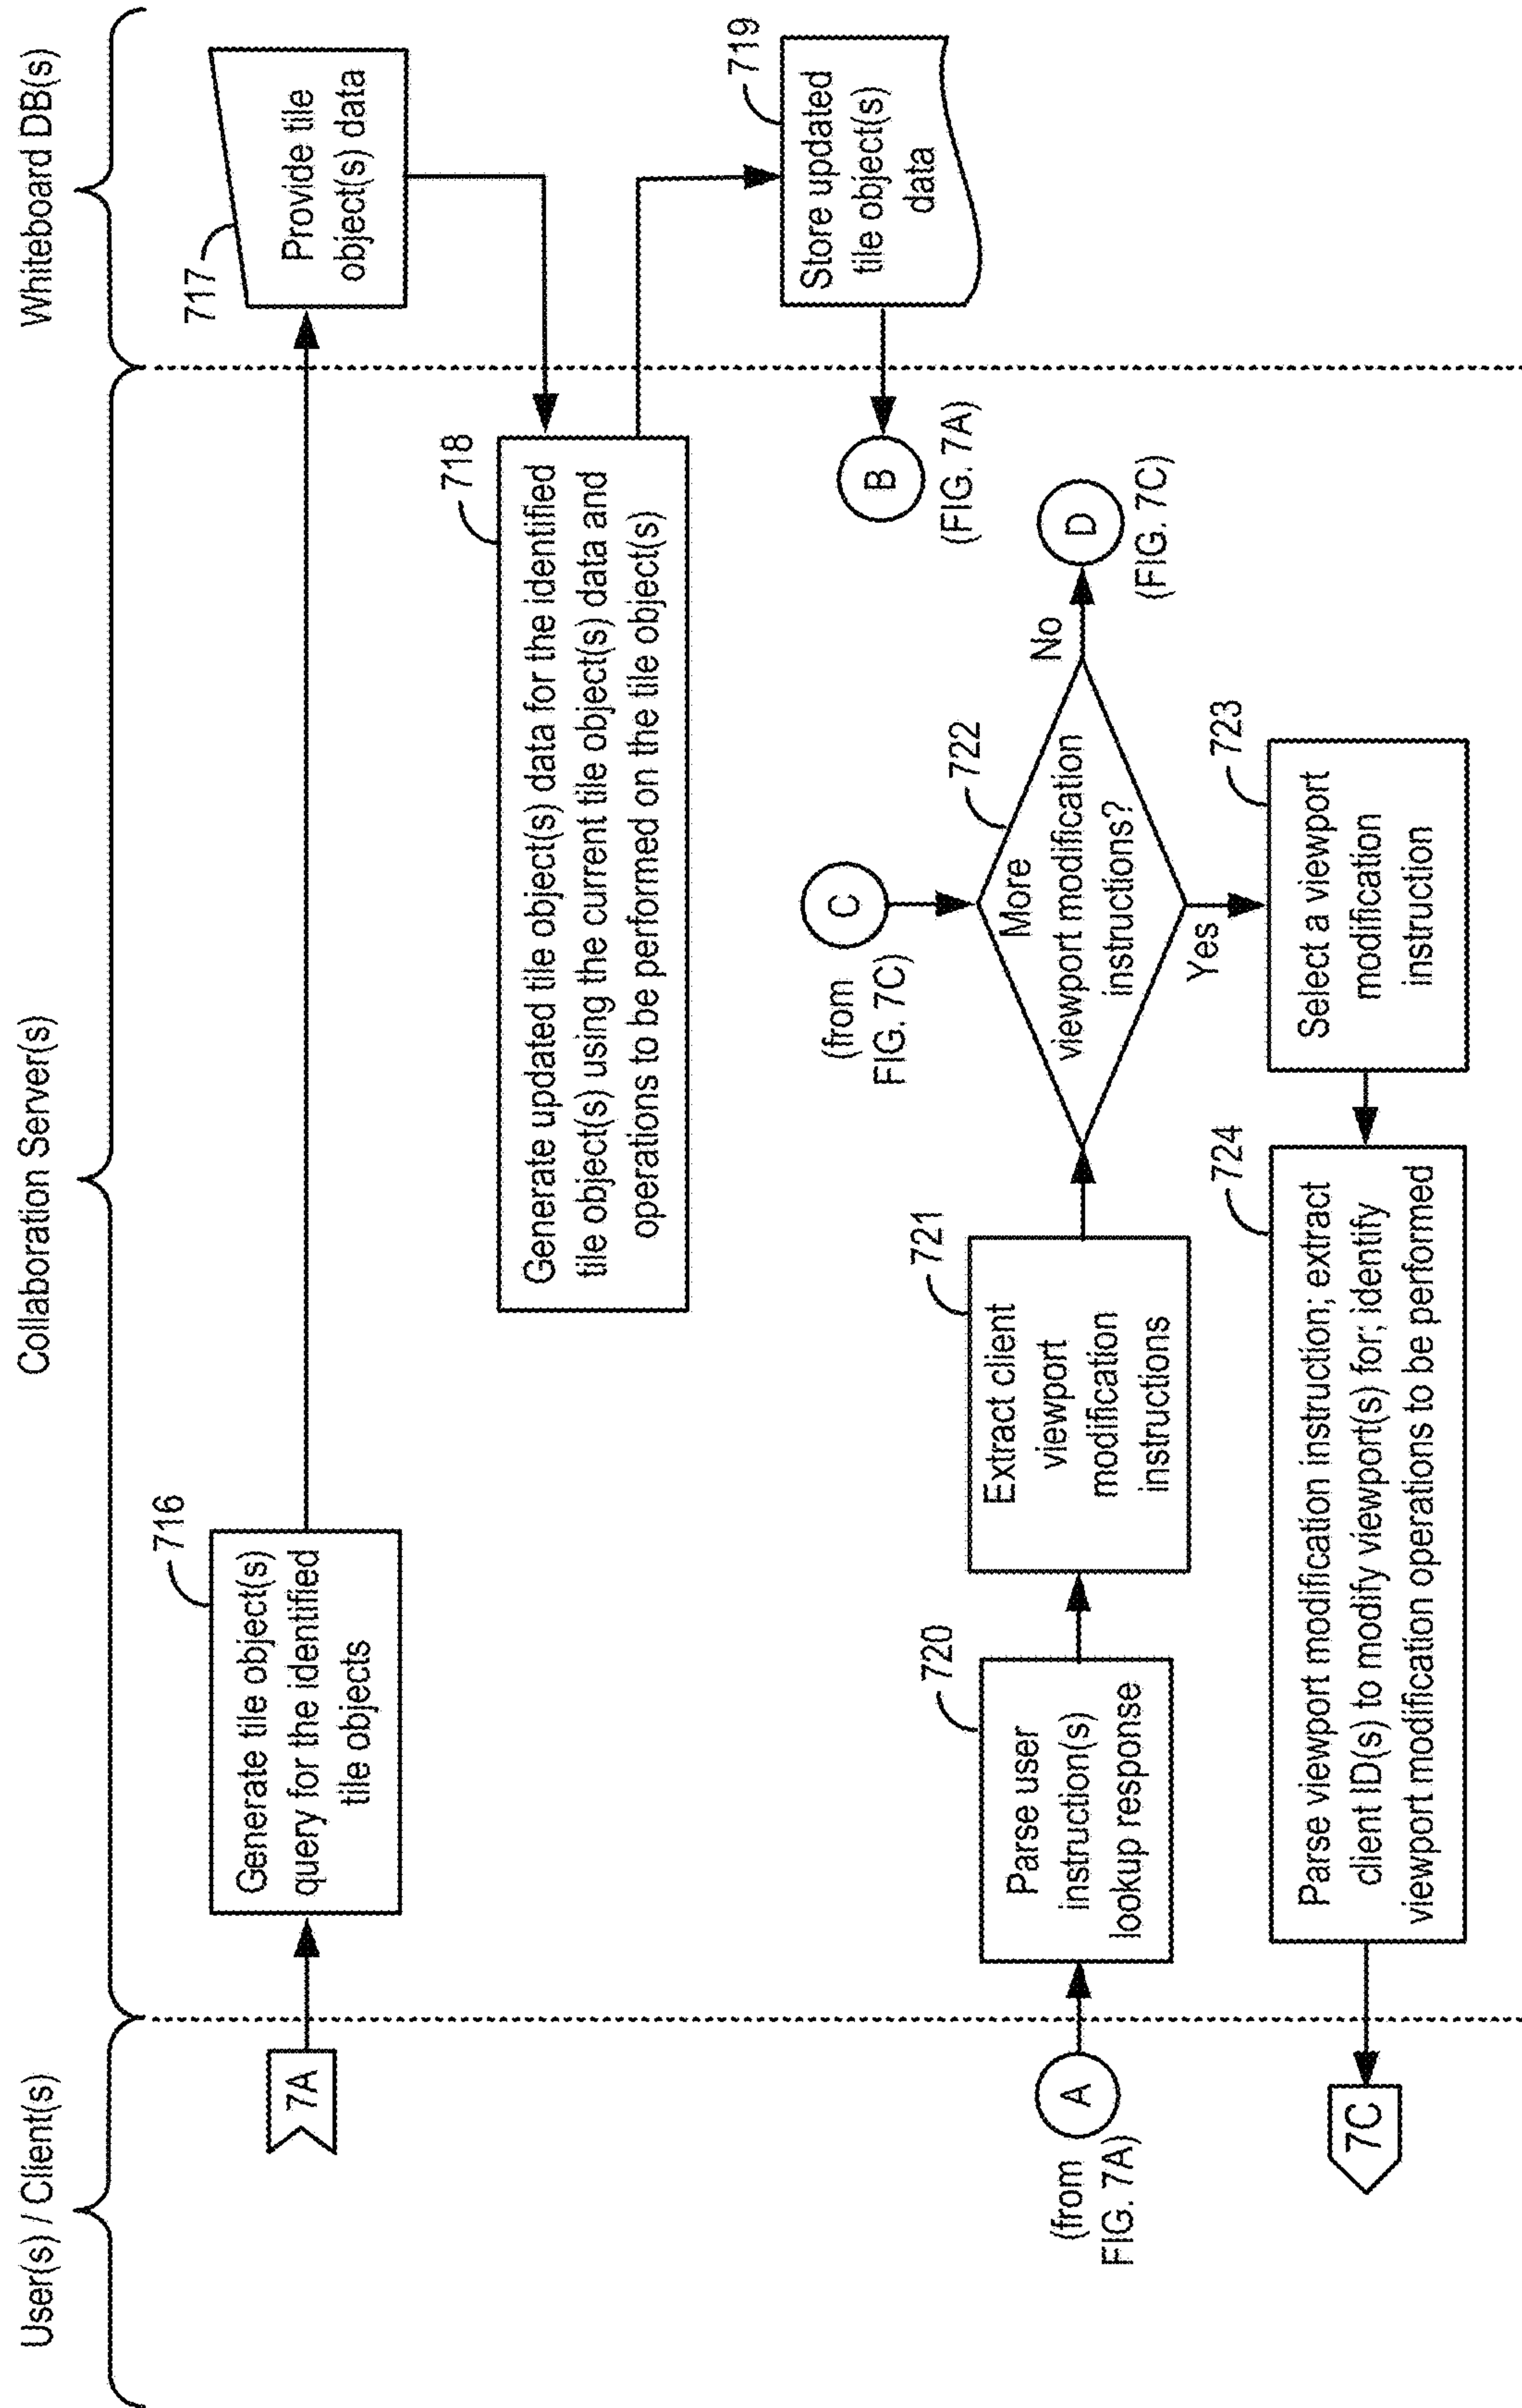 User(s) / Client(s)
Collaboration Server(s)
Whiteboard DB(s)
7A
716
Generate tile object(s)
query for the identified
tile objects
717
Provide tile
object(s) data
718
Generate updated tile object(s) data for the identified
tile object(s) using the current tile object(s) data and
operations to be performed on the tile object(s)
719
Store updated
tile object(s)
data
B
(FIG. 7A)
(from
FIG. 7A)
A
720
Parse user
instruction(s)
lookup response
721
Extract client
viewport
modification
instructions
(from
FIG. 7C)
C
722
More
viewport modification
instructions?
No
D
(FIG. 7C)
Yes
723
Select a viewport
modification
instruction
724
Parse viewport modification instruction; extract
client ID(s) to modify viewport(s) for; identify
viewport modification operations to be performed
7C